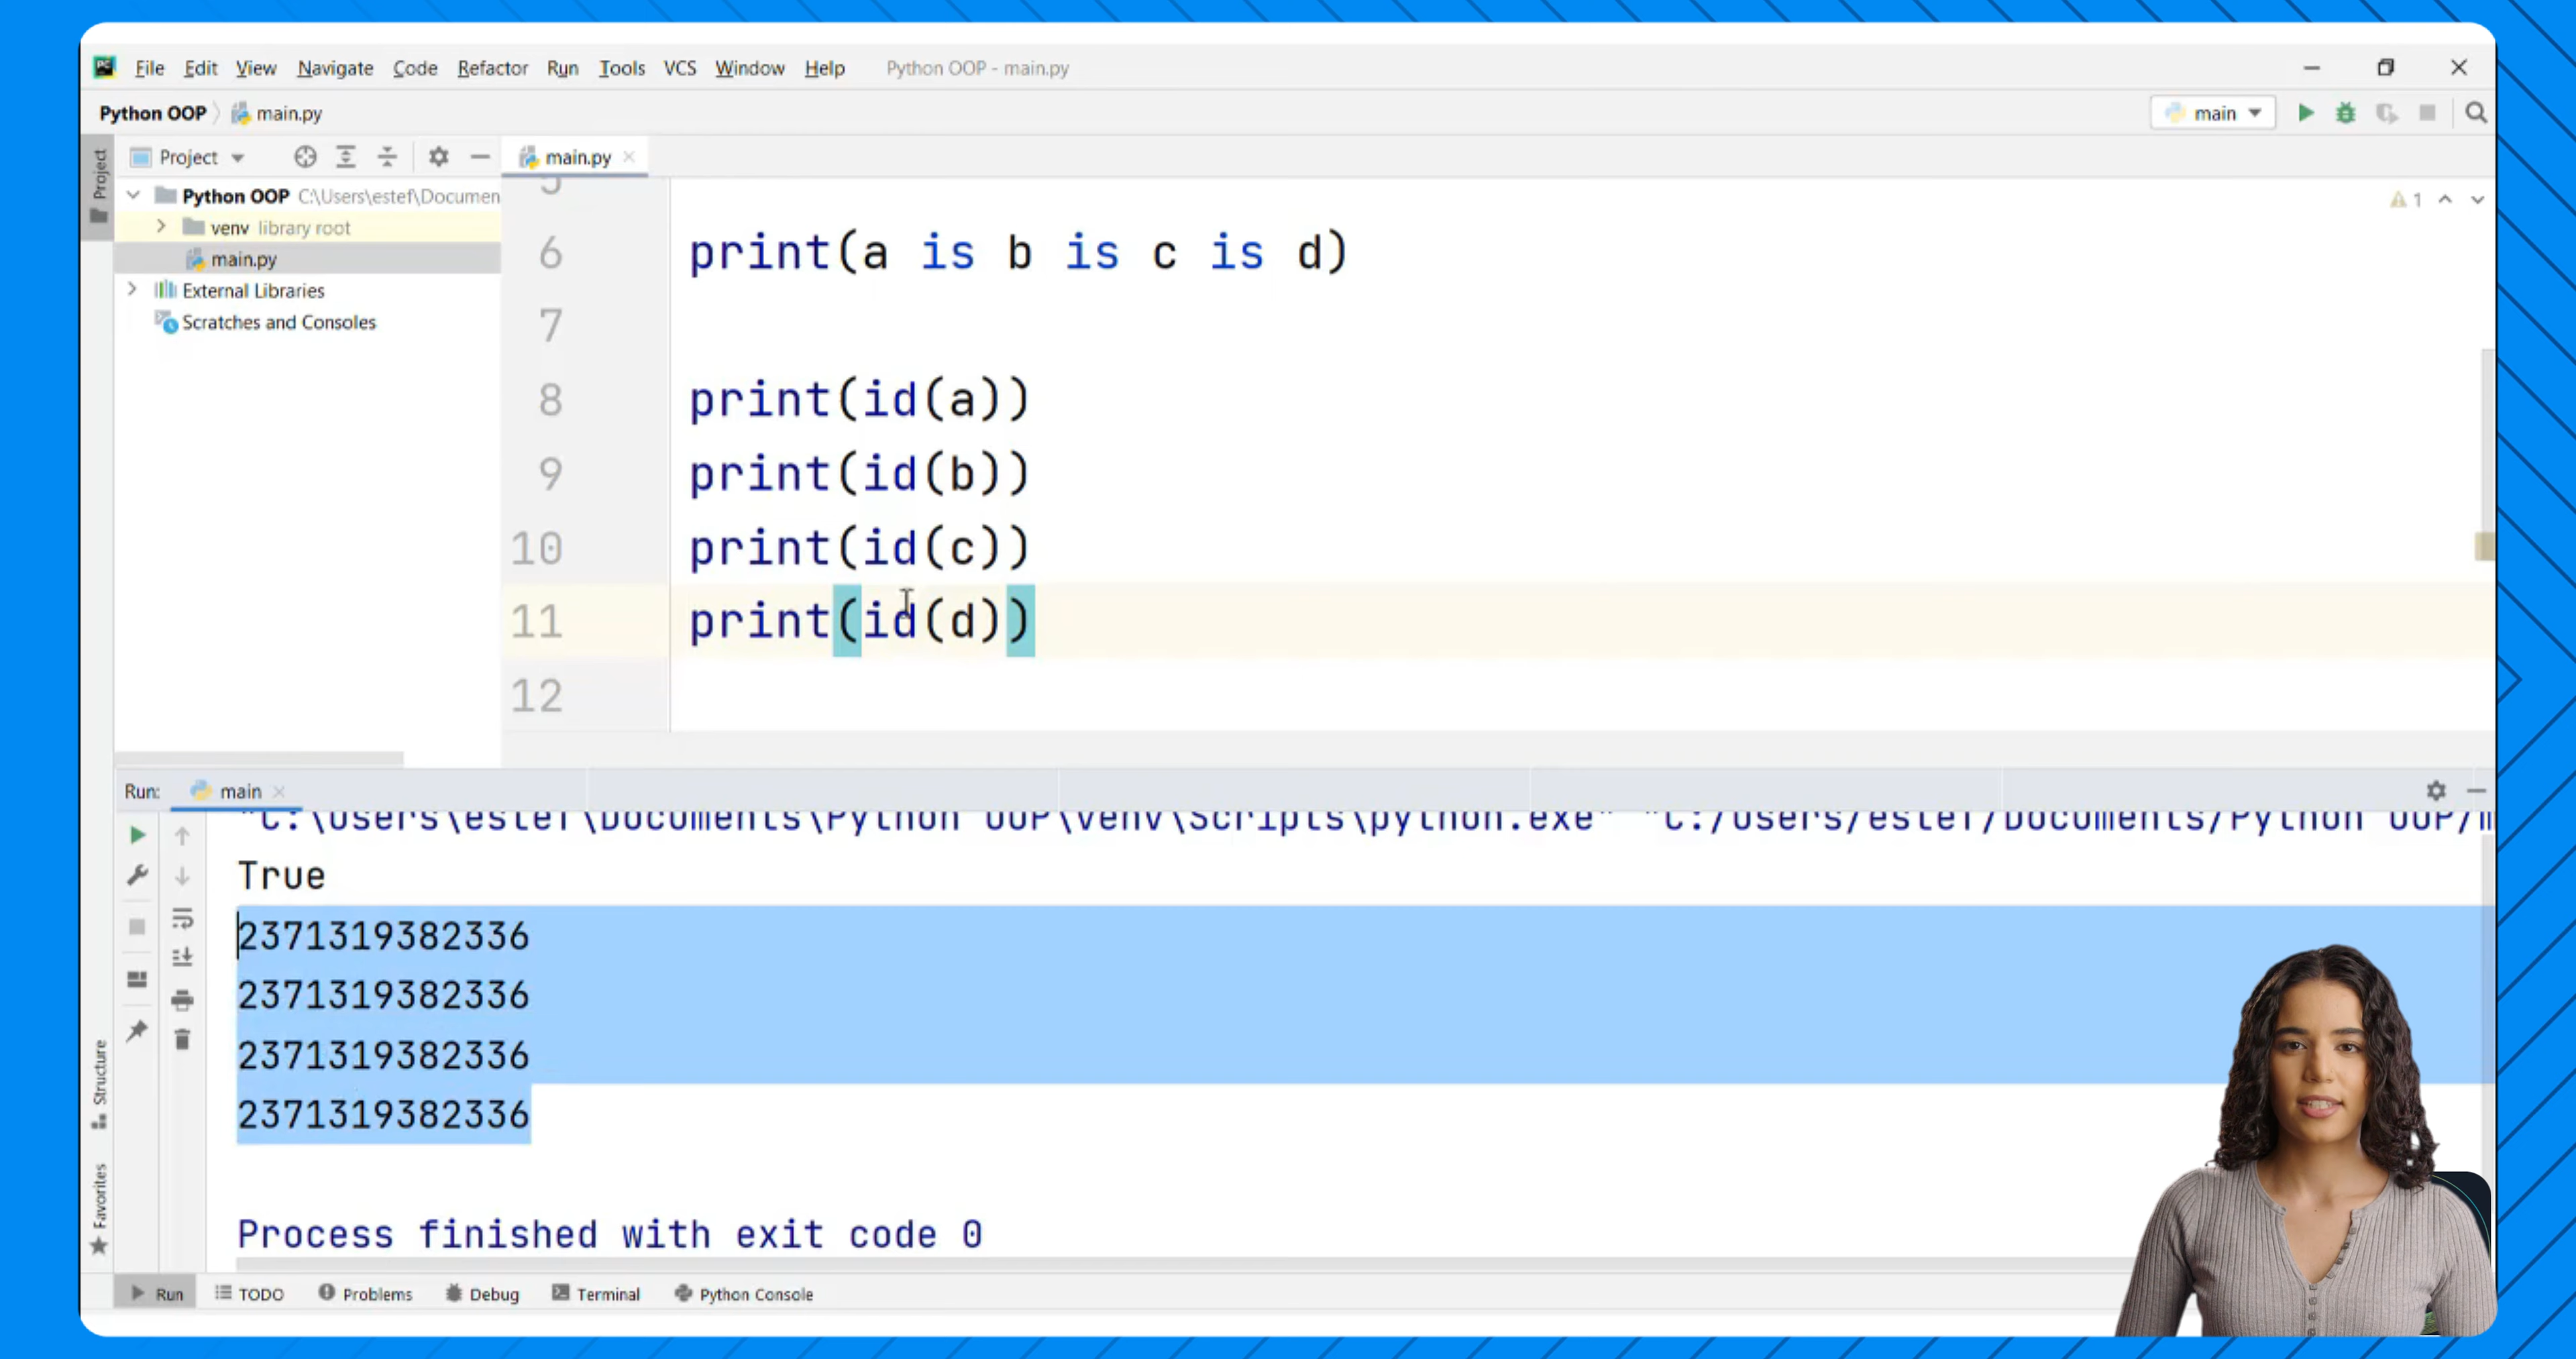 File Edit View Navigate Code Refactor Run Tools VCS Window Help Python OOP - main.py
Python OOP main.py
main
Project
Project
main.py
Python OOP C:\Users\estef\Documen
venv library root
main.py
External Libraries
Scratches and Consoles
1
5
6 print(a is b is c is d)
7
8 print(id(a))
9 print(id(b))
10 print(id(c))
11 print(id(d))
12
Run: main
"C:\Users\estef\Documents\Python OOP\venv\Scripts\python.exe" "C:/Users/estef/Documents/Python OOP/m
True
2371319382336
2371319382336
2371319382336
2371319382336
Process finished with exit code 0
Structure
Favorites
Run TODO Problems Debug Terminal Python Console